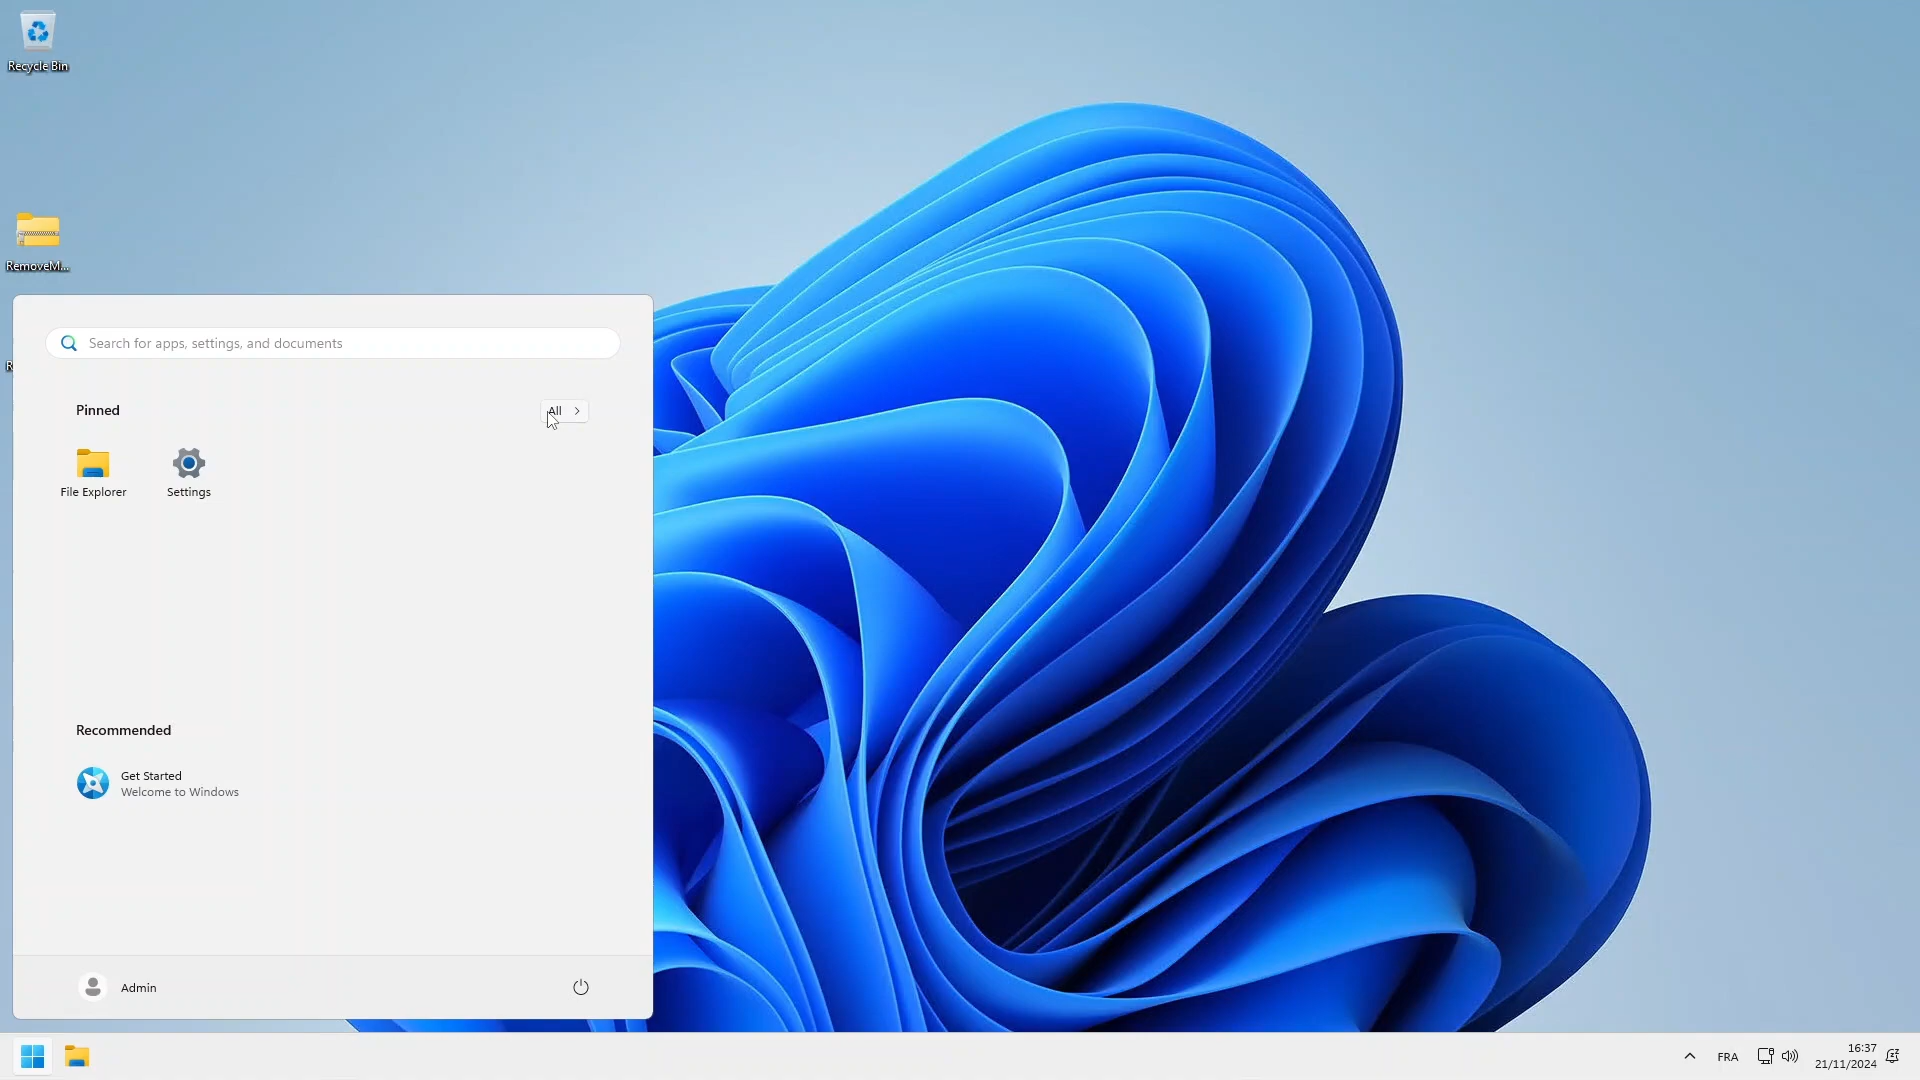 Recycle Bin
RemoveM...
R
Search for apps, settings, and documents
Pinned
All
File Explorer
Settings
Recommended
Get Started
Welcome to Windows
Admin
FRA
16:37
21/11/2024